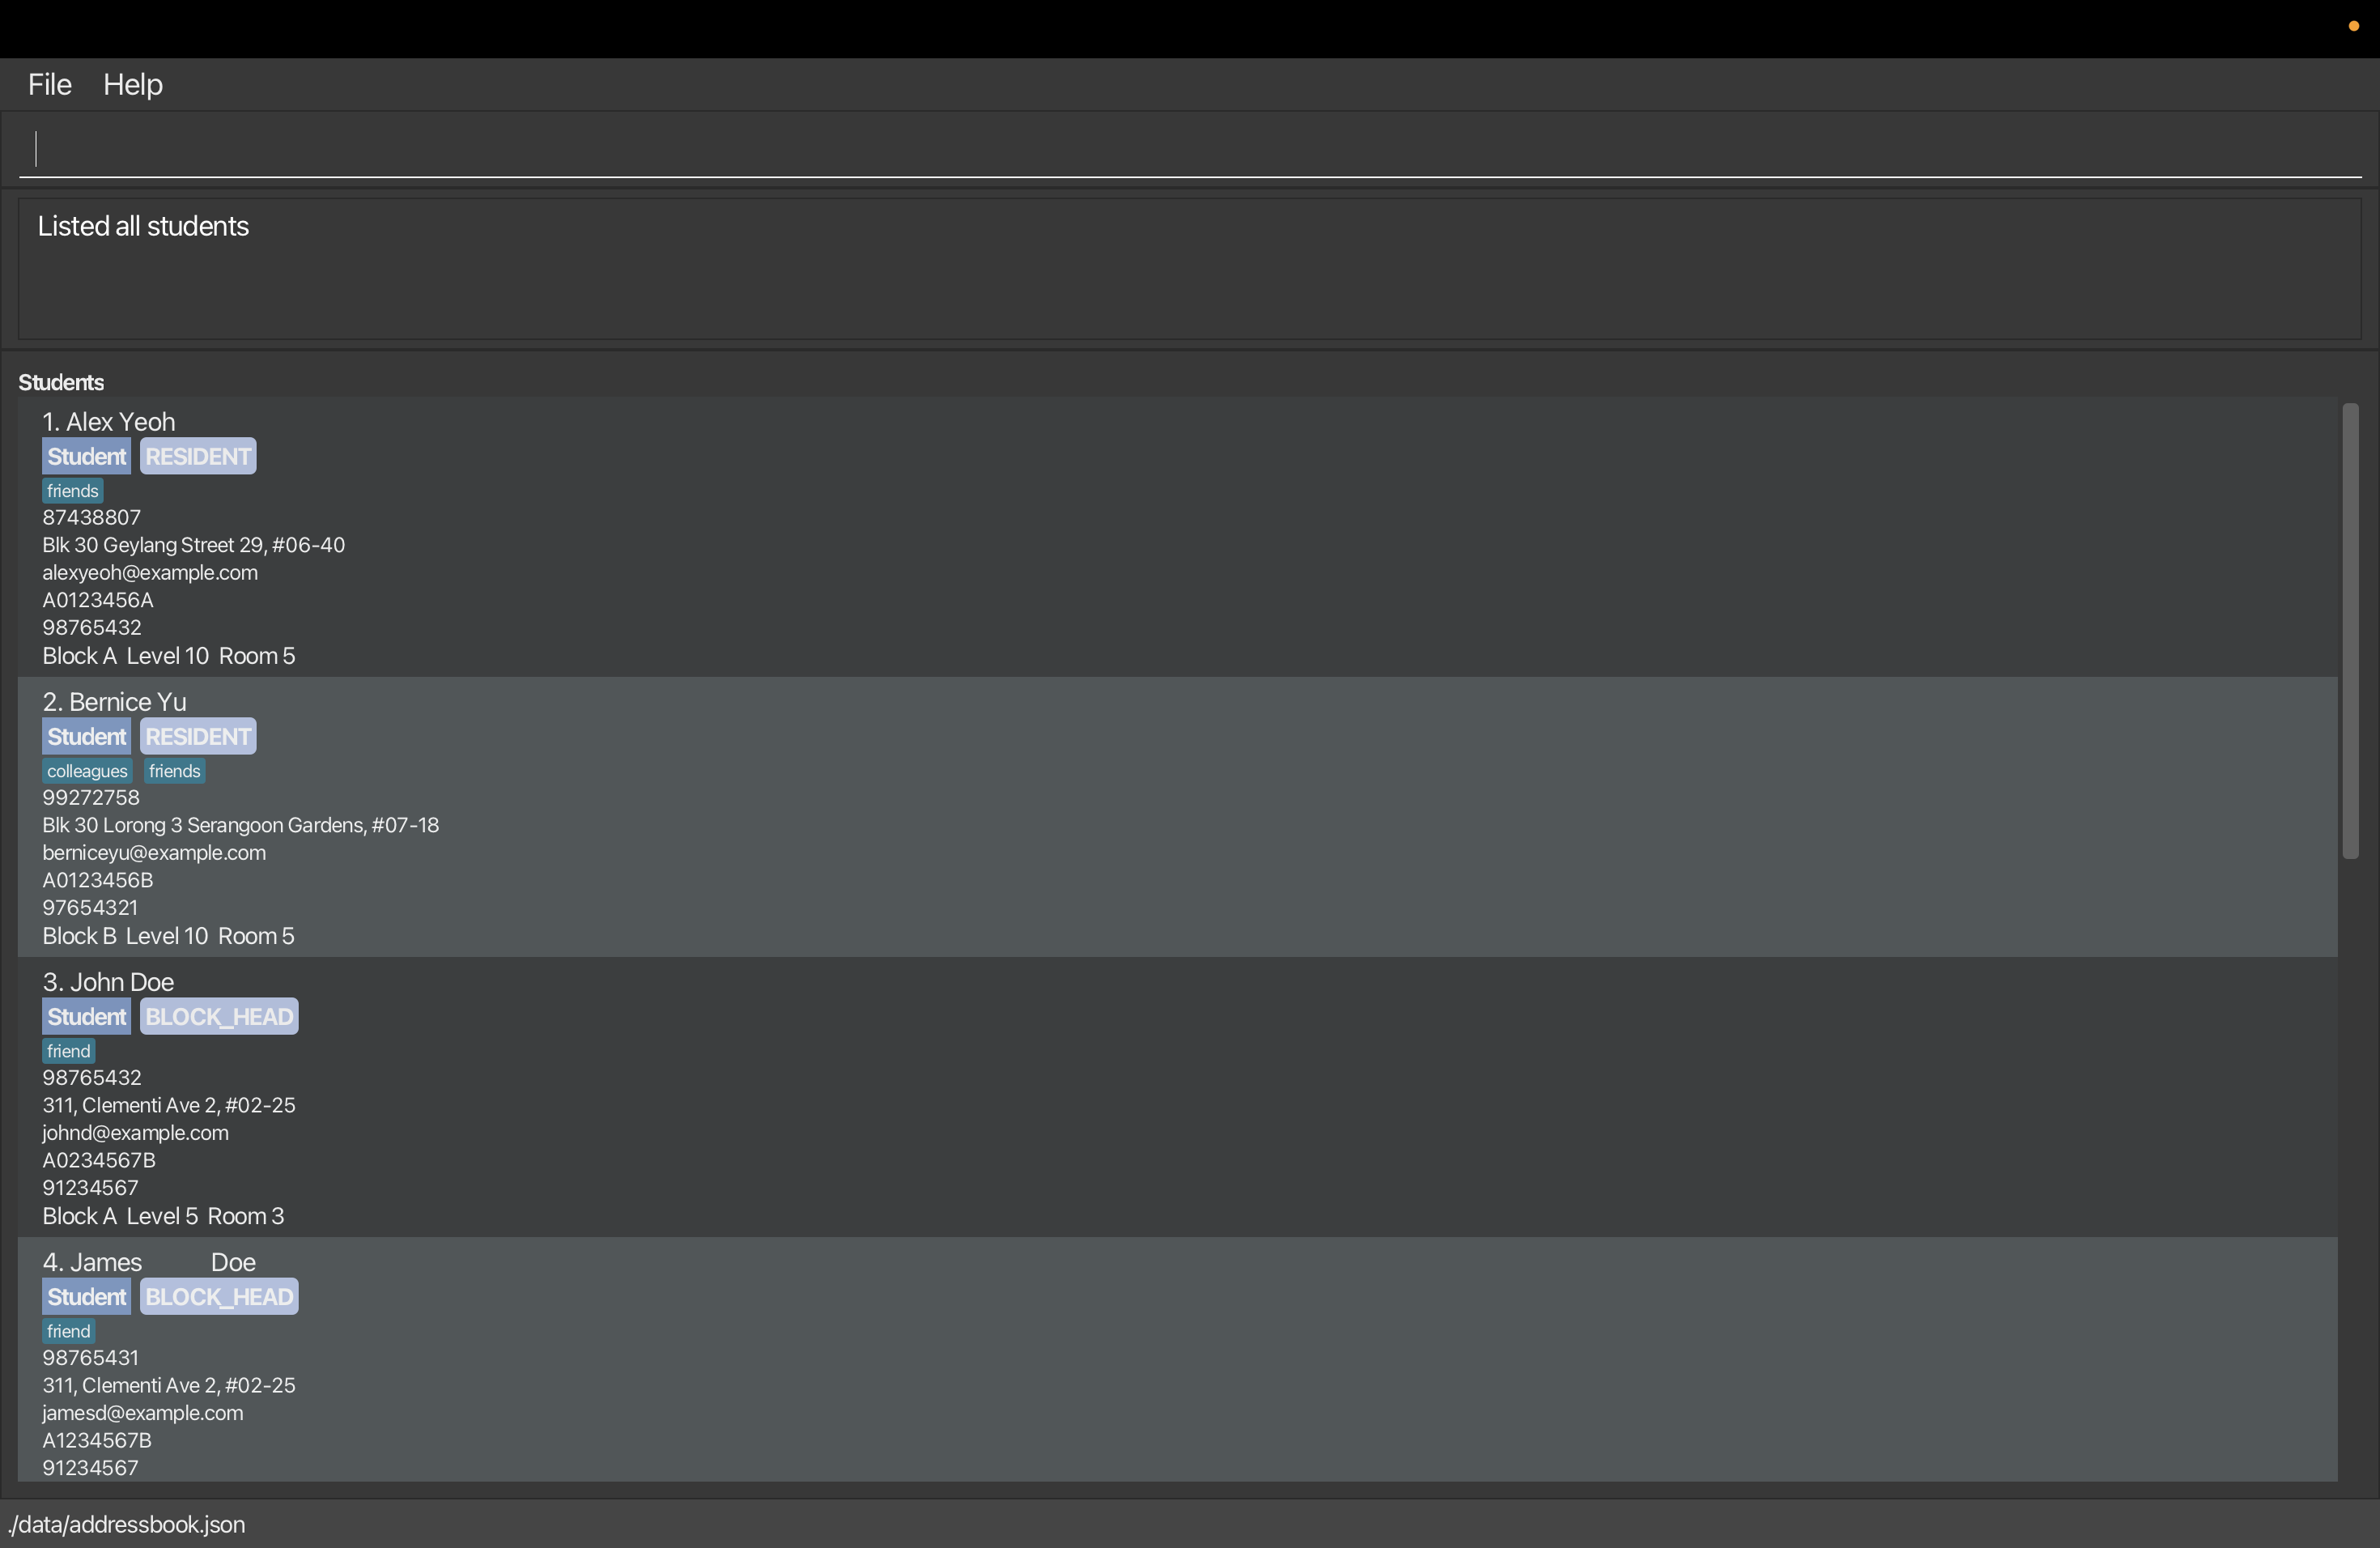 File Help
Listed all students
Students
1. Alex Yeoh
Student RESIDENT
friends
87438807
Blk 30 Geylang Street 29, #06-40
alexyeoh@example.com
A0123456A
98765432
Block A Level 10 Room 5
2. Bernice Yu
Student RESIDENT
colleagues friends
99272758
Blk 30 Lorong 3 Serangoon Gardens, #07-18
berniceyu@example.com
A0123456B
97654321
Block B Level 10 Room 5
3. John Doe
Student BLOCK_HEAD
friend
98765432
311, Clementi Ave 2, #02-25
johnd@example.com
A0234567B
91234567
Block A Level 5 Room 3
4. James Doe
Student BLOCK_HEAD
friend
98765431
311, Clementi Ave 2, #02-25
jamesd@example.com
A1234567B
91234567
./data/addressbook.json